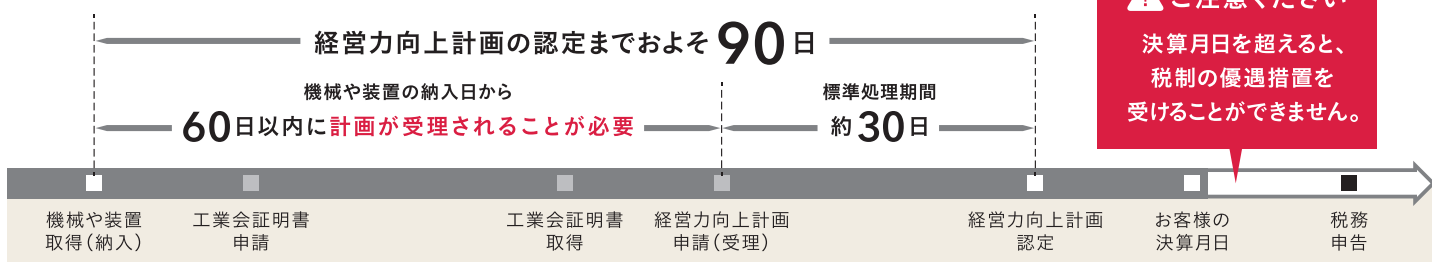 ご注意ください
決算月日を超えると、
税制の優遇措置を
受けることができません。
経営力向上計画の認定までおよそ90日
機械や装置の納入日から
60日以内に計画が受理されることが必要
標準処理期間
約30日
機械や装置
取得(納入)
工業会証明書
申請
工業会証明書
取得
経営力向上計画
申請(受理)
経営力向上計画
認定
お客様の
決算月日
税務
申告